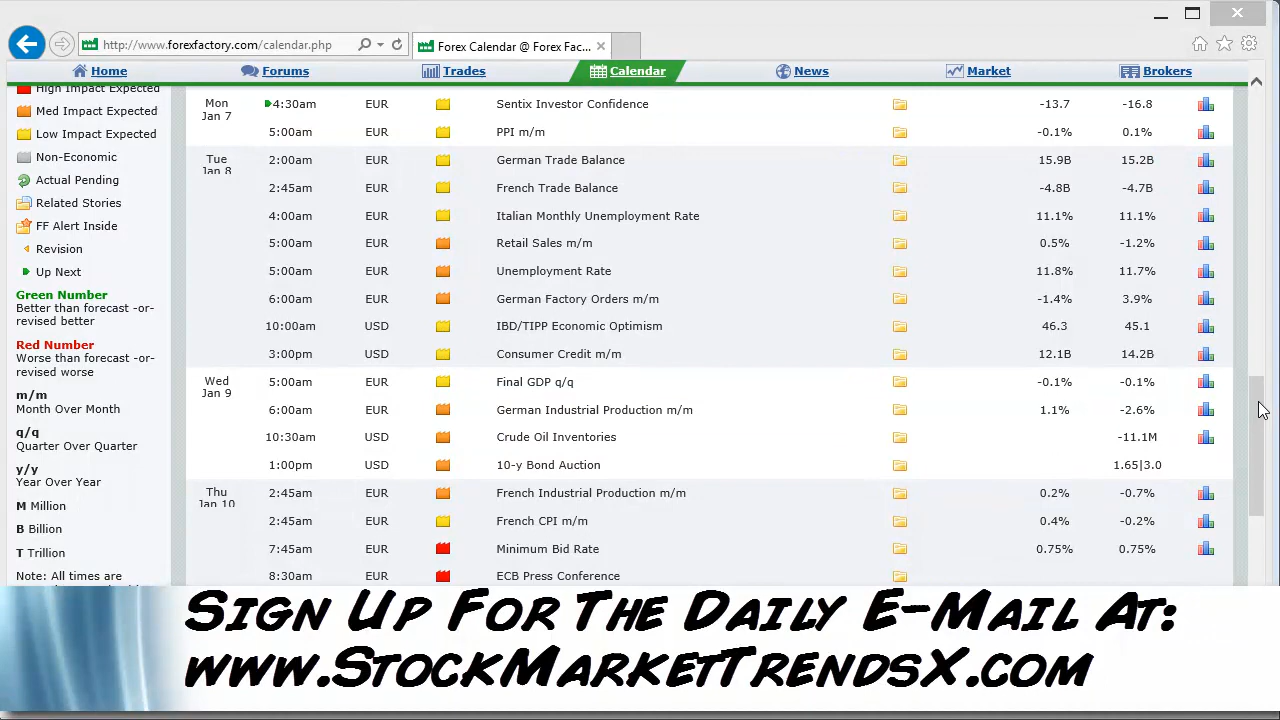 http://www.forexfactory.com/calendar.php
Forex Calendar @ Forex Fac...
Home Forums Trades Calendar News Market Brokers
High Impact Expected
Med Impact Expected
Low Impact Expected
Non-Economic
Actual Pending
Related Stories
FF Alert Inside
Revision
Up Next
Green Number
Better than forecast -or-
revised better
Red Number
Worse than forecast -or-
revised worse
m/m
Month Over Month
q/q
Quarter Over Quarter
y/y
Year Over Year
M Million
B Billion
T Trillion
Note: All times are
Mon Jan 7 4:30am EUR Sentix Investor Confidence -13.7 -16.8
5:00am EUR PPI m/m -0.1% 0.1%
Tue Jan 8 2:00am EUR German Trade Balance 15.9B 15.2B
2:45am EUR French Trade Balance -4.8B -4.7B
4:00am EUR Italian Monthly Unemployment Rate 11.1% 11.1%
5:00am EUR Retail Sales m/m 0.5% -1.2%
5:00am EUR Unemployment Rate 11.8% 11.7%
6:00am EUR German Factory Orders m/m -1.4% 3.9%
10:00am USD IBD/TIPP Economic Optimism 46.3 45.1
3:00pm USD Consumer Credit m/m 12.1B 14.2B
Wed Jan 9 5:00am EUR Final GDP q/q -0.1% -0.1%
6:00am EUR German Industrial Production m/m 1.1% -2.6%
10:30am USD Crude Oil Inventories -11.1M
1:00pm USD 10-y Bond Auction 1.65|3.0
Thu Jan 10 2:45am EUR French Industrial Production m/m 0.2% -0.7%
2:45am EUR French CPI m/m 0.4% -0.2%
7:45am EUR Minimum Bid Rate 0.75% 0.75%
8:30am EUR ECB Press Conference
Sign Up For The Daily E-Mail At:
www.StockMarketTrendsX.com